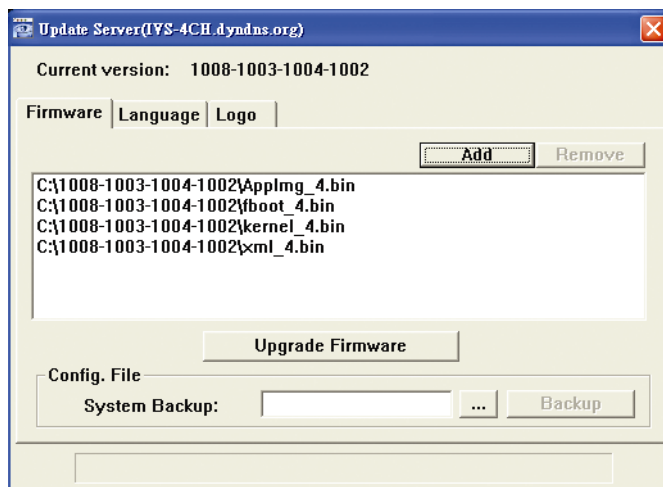 Update Server(IVS-4CH.dyndns.org)
Current version: 1008-1003-1004-1002
Firmware Language Logo
Add Remove
C:\1008-1003-1004-1002\AppImg_4.bin
C:\1008-1003-1004-1002\fboot_4.bin
C:\1008-1003-1004-1002\kernel_4.bin
C:\1008-1003-1004-1002\xml_4.bin
Upgrade Firmware
Config. File
System Backup: ... Backup